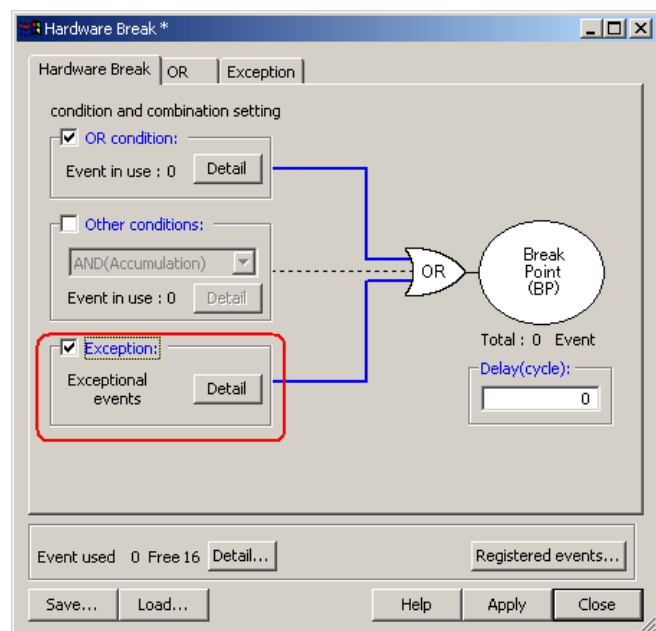 Hardware Break *
Hardware Break OR Exception
condition and combination setting
OR condition:
Event in use : 0 Detail
Other conditions:
AND(Accumulation)
Event in use : 0 Detail
Exception:
Exceptional
events
Detail
OR
Break
Point
(BP)
Total : 0 Event
Delay(cycle):
0
Event used 0 Free 16 Detail... Registered events...
Save... Load... Help Apply Close